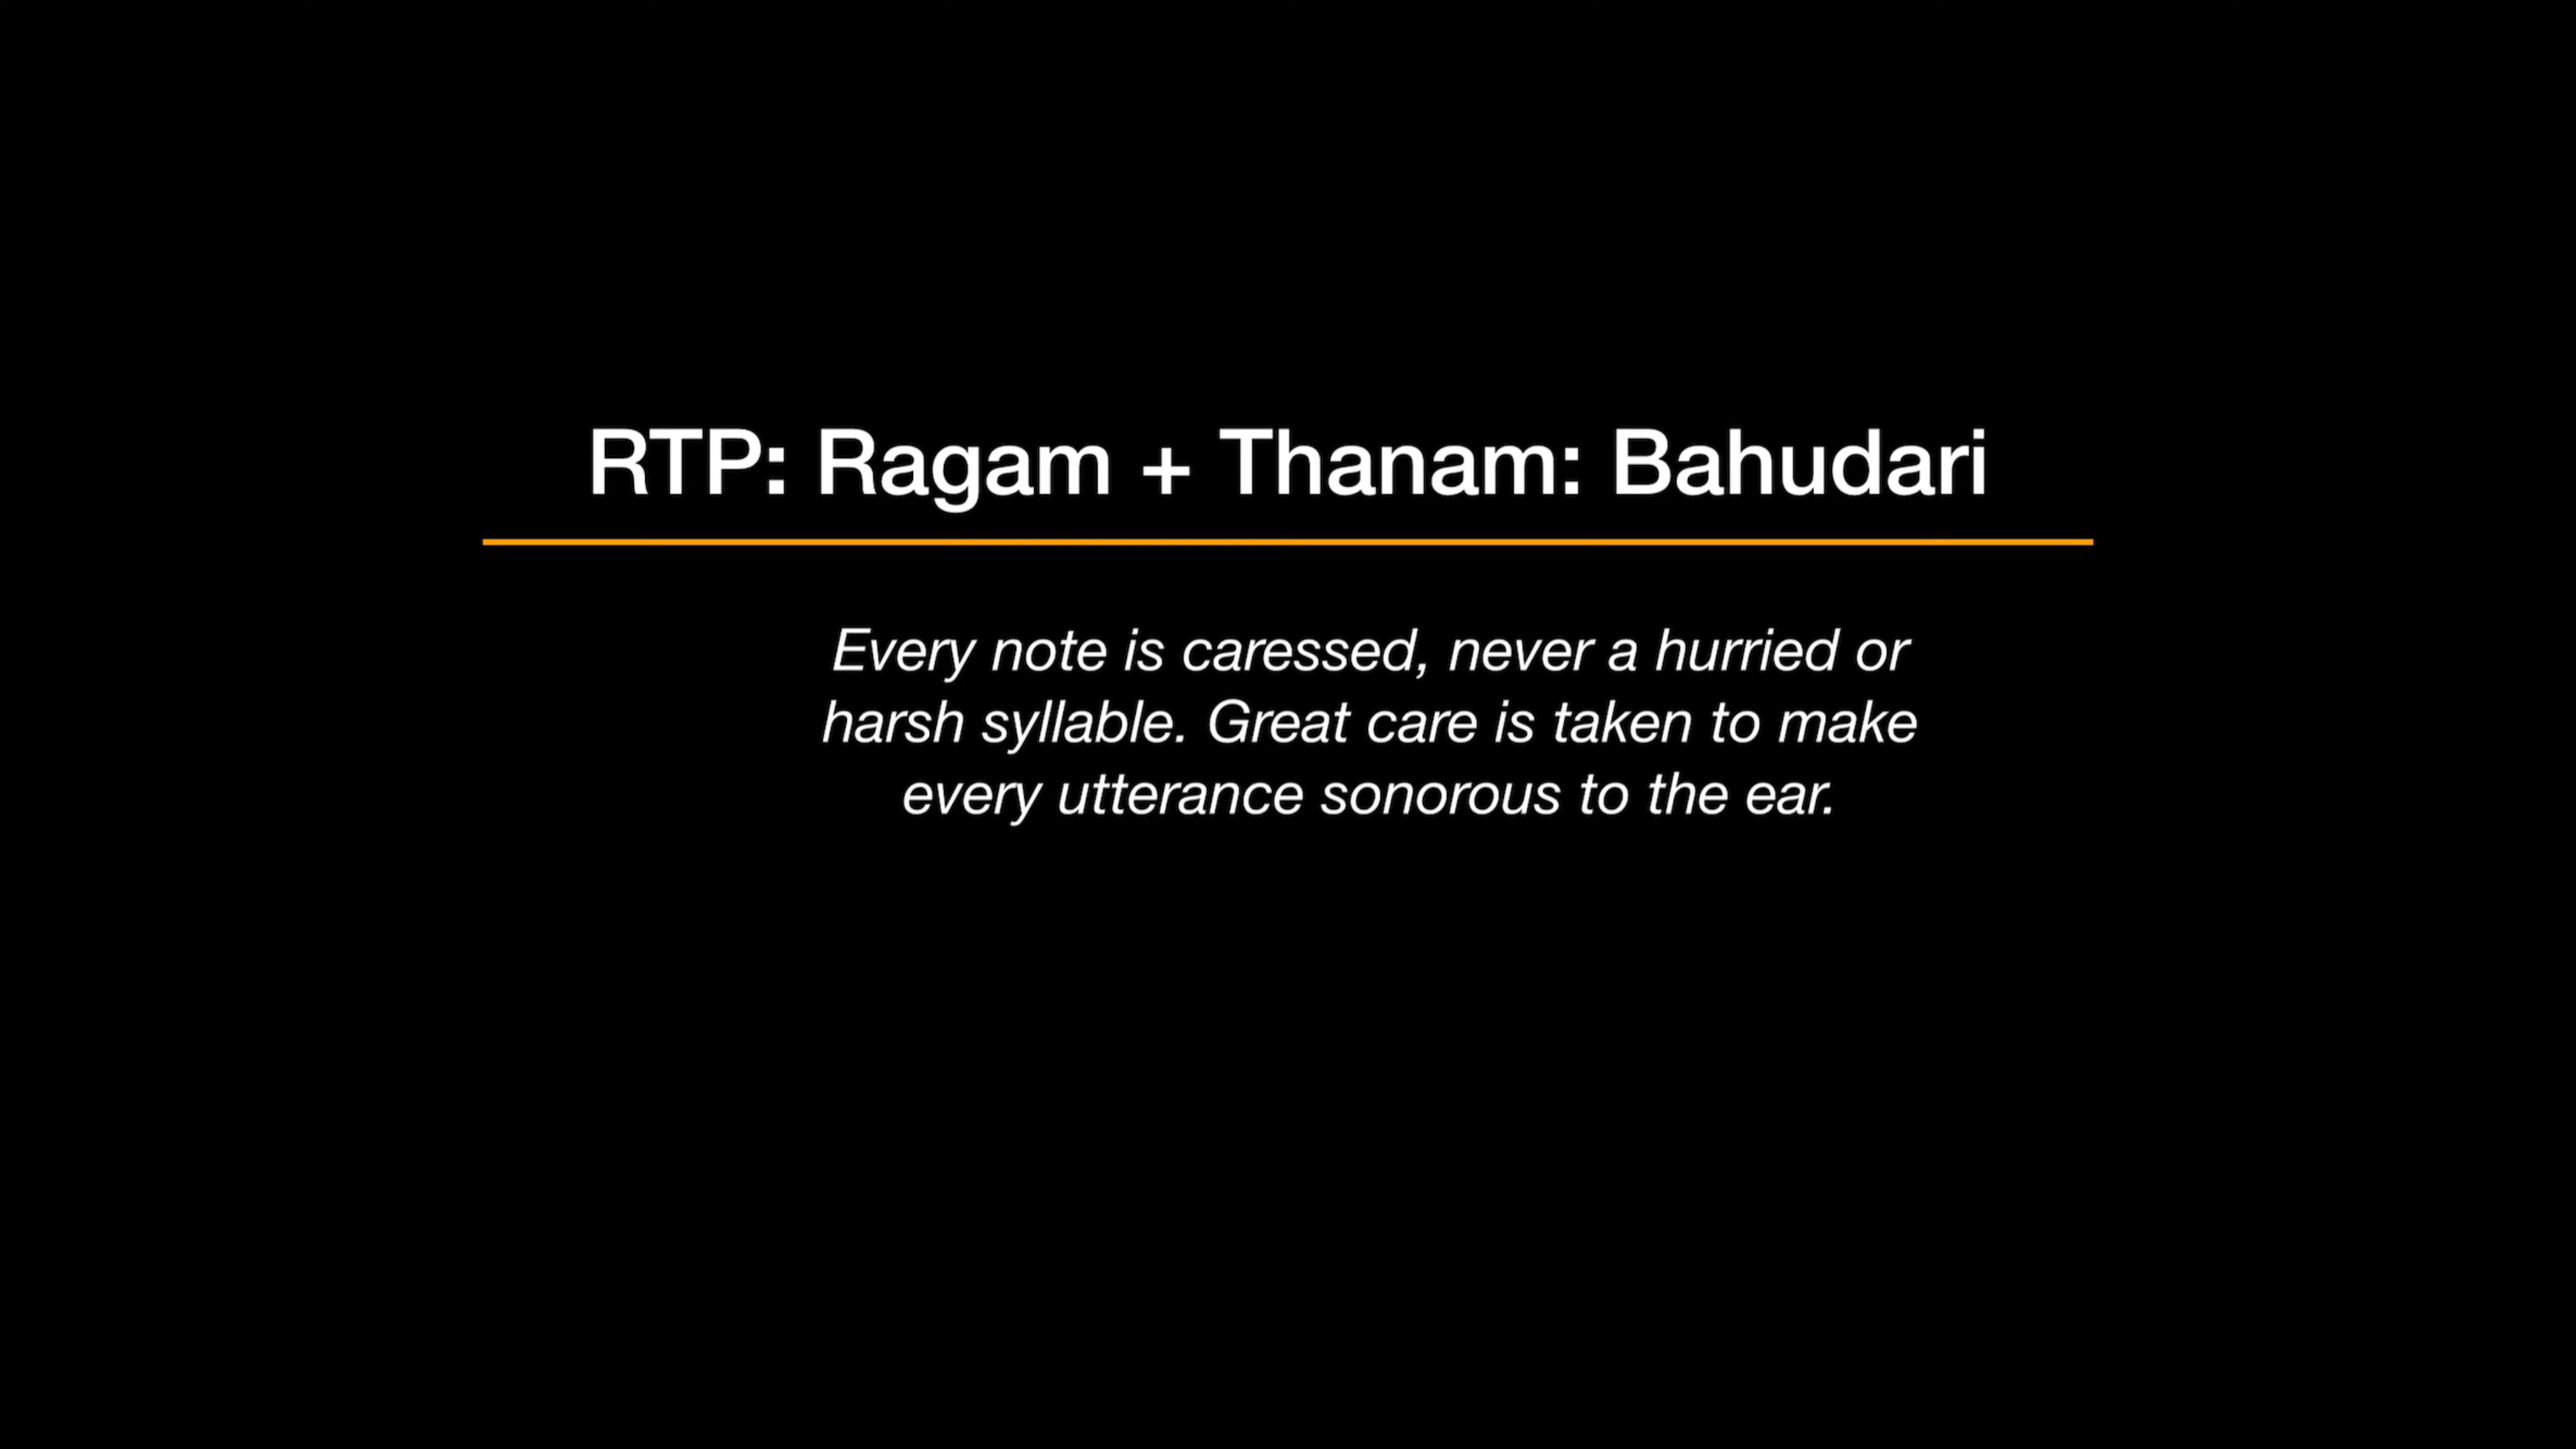 RTP: Ragam + Thanam: Bahudari
Every note is caressed, never a hurried or
harsh syllable. Great care is taken to make
every utterance sonorous to the ear.